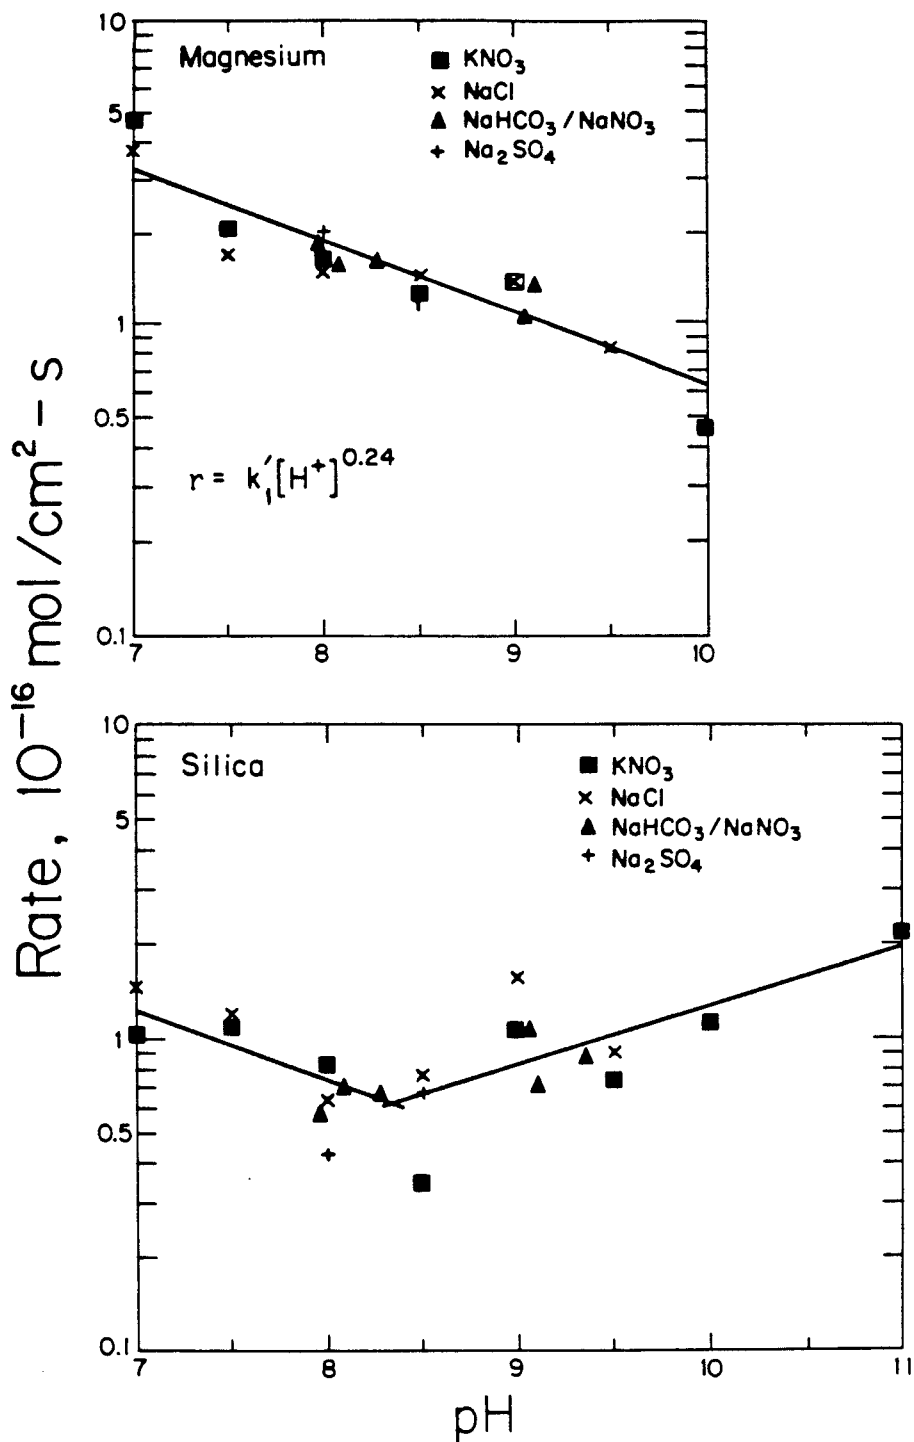 Rate, 10⁻¹⁶ mol/cm² – s
10
5
1
0.5
0.1
Magnesium
KNO₃
NaCl
NaHCO₃/NaNO₃
Na₂SO₄
r = k₁′[H⁺]^0.24
7
8
9
10
10
5
1
0.5
0.1
Silica
KNO₃
NaCl
NaHCO₃/NaNO₃
Na₂SO₄
7
8
9
10
11
pH